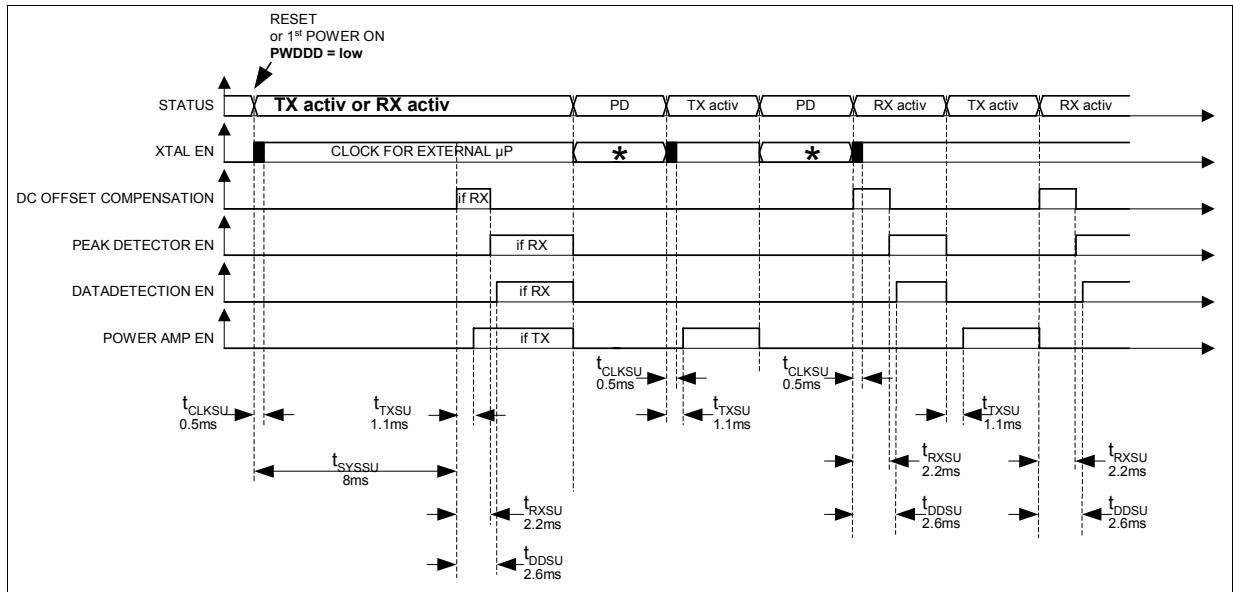 RESET
or 1st POWER ON
PWDDD = low
STATUS
TX activ or RX activ
PD
TX activ
PD
RX activ
TX activ
RX activ
XTAL EN
CLOCK FOR EXTERNAL µP
*
*
DC OFFSET COMPENSATION
if RX
PEAK DETECTOR EN
if RX
DATADETECTION EN
if RX
POWER AMP EN
if TX
tCLKSU
0.5ms
tCLKSU
0.5ms
tCLKSU
0.5ms
tTXSU
1.1ms
tTXSU
1.1ms
tTXSU
1.1ms
tSYSSU
8ms
tRXSU
2.2ms
tRXSU
2.2ms
tRXSU
2.2ms
tDDSU
2.6ms
tDDSU
2.6ms
tDDSU
2.6ms